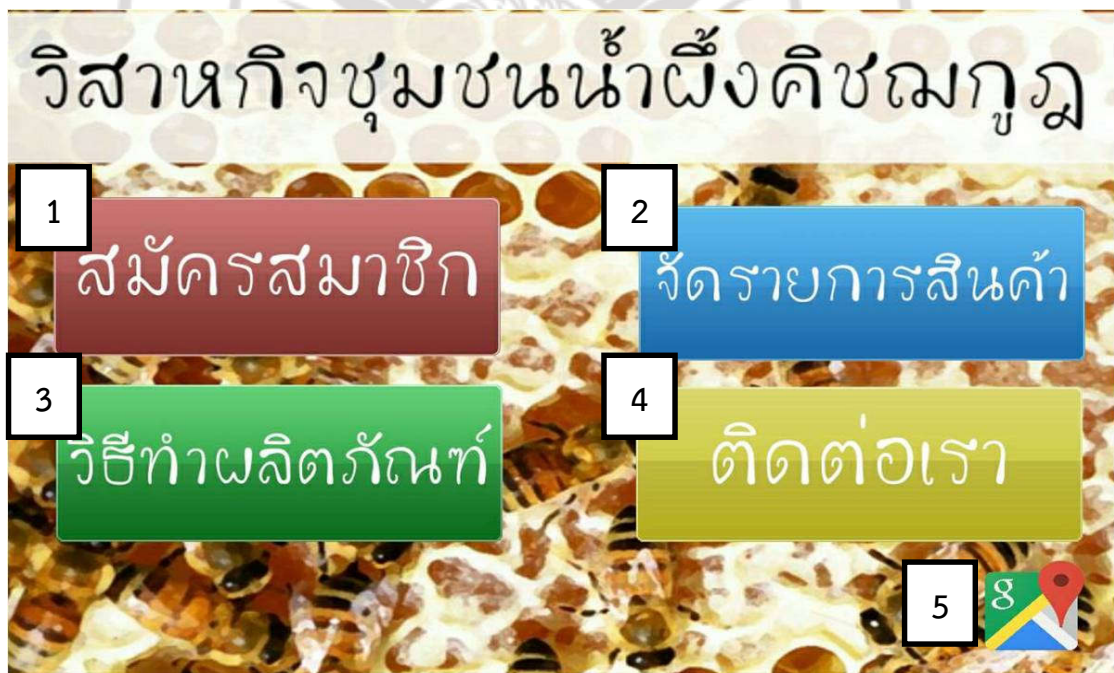 วิสาหกิจชุมชนน้ำผึ้งคิชฌกูฏ
1
สมัครสมาชิก
2
จัดรายการสินค้า
3
วิธีทำผลิตภัณฑ์
4
ติดต่อเรา
5
g